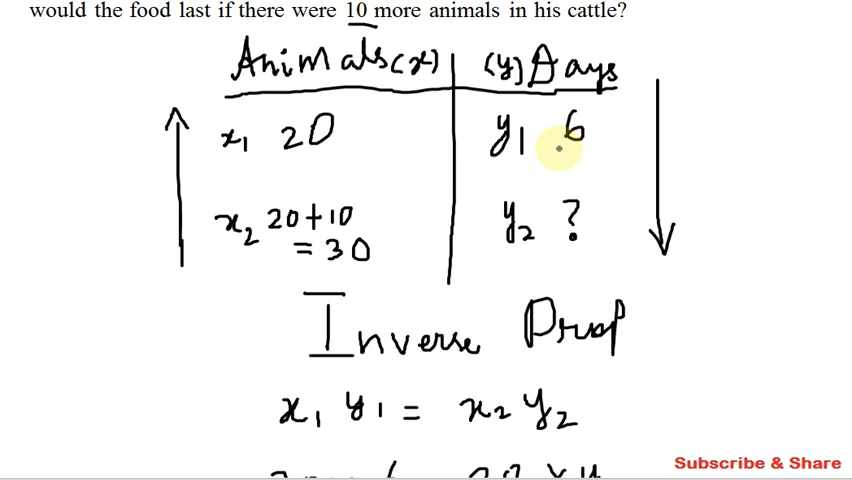 would the food last if there were 10 more animals in his cattle?
Animals(x) (y) Days
x1 20 y1 6
x2 20+10 y2 ?
= 30
Inverse Prop
x1 y1 = x2 y2
Subscribe & Share